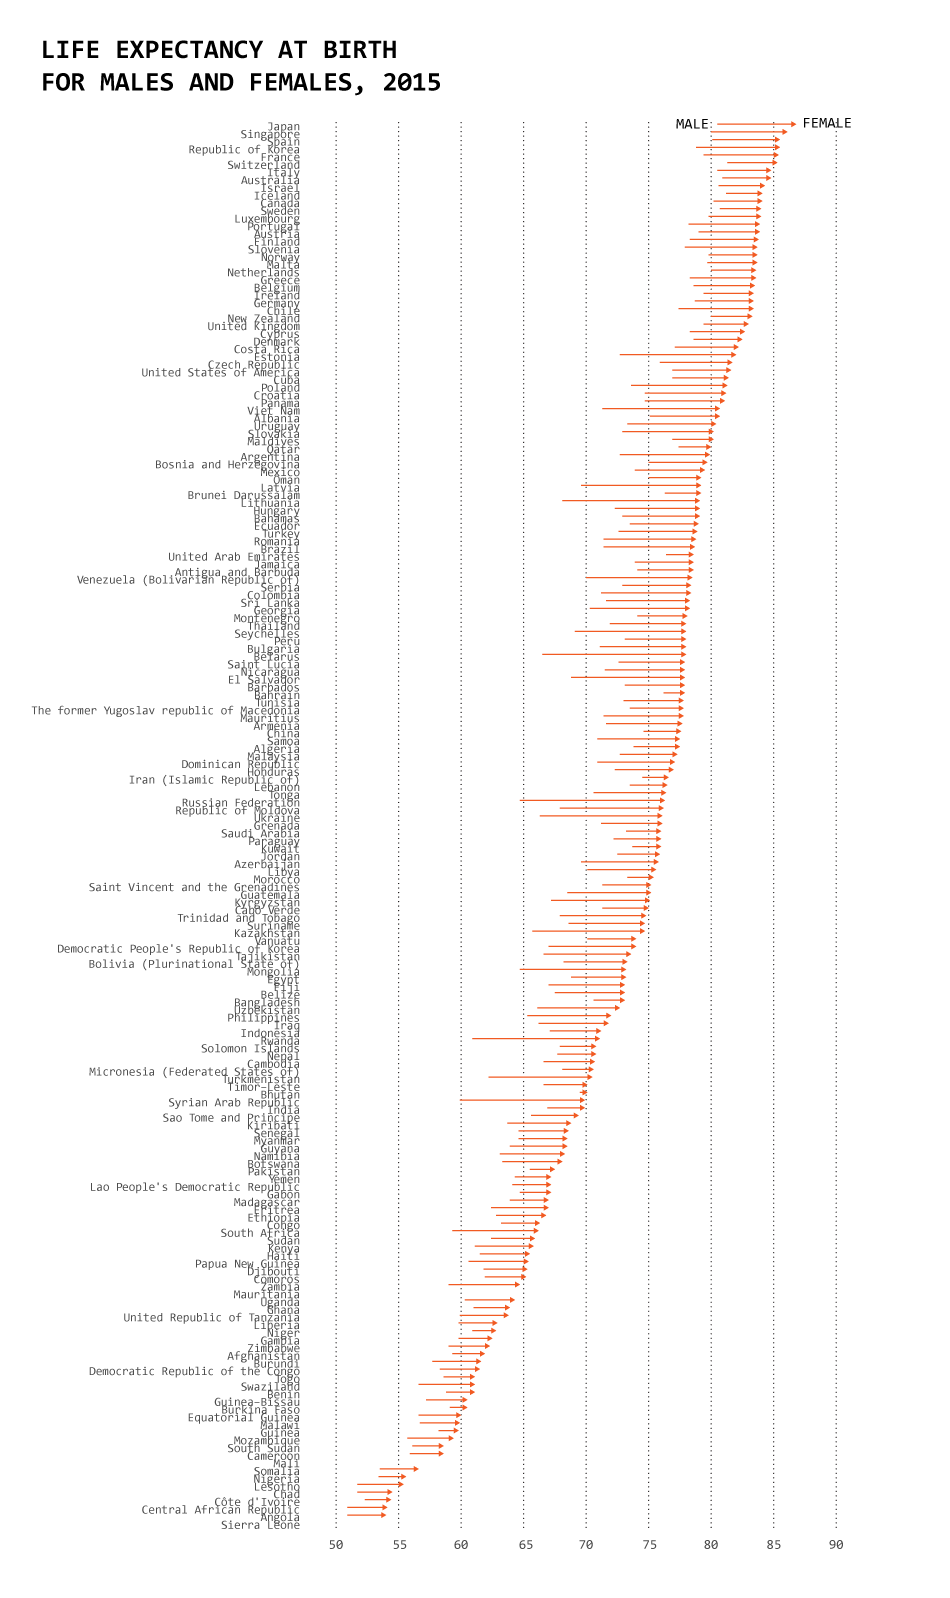 LIFE EXPECTANCY AT BIRTH
FOR MALES AND FEMALES, 2015
MALE
FEMALE
Japan
Singapore
Spain
Republic of Korea
France
Switzerland
Italy
Australia
Israel
Iceland
Canada
Sweden
Luxembourg
Portugal
Austria
Finland
Slovenia
Norway
Malta
Netherlands
Greece
Belgium
Ireland
Germany
Chile
New Zealand
United Kingdom
Cyprus
Denmark
Costa Rica
Estonia
Czech Republic
United States of America
Cuba
Poland
Croatia
Panama
Viet Nam
Albania
Uruguay
Slovakia
Maldives
Qatar
Argentina
Bosnia and Herzegovina
Mexico
Oman
Latvia
Brunei Darussalam
Lithuania
Hungary
Bahamas
Ecuador
Turkey
Romania
Brazil
United Arab Emirates
Jamaica
Antigua and Barbuda
Venezuela (Bolivarian Republic of)
Serbia
Colombia
Sri Lanka
Georgia
Montenegro
Thailand
Seychelles
Peru
Bulgaria
Belarus
Saint Lucia
Nicaragua
El Salvador
Barbados
Bahrain
Tunisia
The former Yugoslav republic of Macedonia
Mauritius
Armenia
China
Samoa
Algeria
Malaysia
Dominican Republic
Honduras
Iran (Islamic Republic of)
Lebanon
Tonga
Russian Federation
Republic of Moldova
Ukraine
Grenada
Saudi Arabia
Paraguay
Kuwait
Jordan
Azerbaijan
Libya
Morocco
Saint Vincent and the Grenadines
Guatemala
Kyrgyzstan
Cabo Verde
Trinidad and Tobago
Suriname
Kazakhstan
Vanuatu
Democratic People's Republic of Korea
Tajikistan
Bolivia (Plurinational State of)
Mongolia
Egypt
Fiji
Belize
Bangladesh
Uzbekistan
Philippines
Iraq
Indonesia
Rwanda
Solomon Islands
Nepal
Cambodia
Micronesia (Federated States of)
Turkmenistan
Timor-Leste
Bhutan
Syrian Arab Republic
India
Sao Tome and Principe
Kiribati
Senegal
Myanmar
Guyana
Namibia
Botswana
Pakistan
Yemen
Lao People's Democratic Republic
Gabon
Madagascar
Eritrea
Ethiopia
Congo
South Africa
Sudan
Kenya
Haiti
Papua New Guinea
Djibouti
Comoros
Zambia
Mauritania
Uganda
Ghana
United Republic of Tanzania
Liberia
Niger
Gambia
Zimbabwe
Afghanistan
Burundi
Democratic Republic of the Congo
Togo
Swaziland
Benin
Guinea-Bissau
Burkina Faso
Equatorial Guinea
Malawi
Guinea
Mozambique
South Sudan
Cameroon
Mali
Somalia
Nigeria
Lesotho
Chad
Côte d'Ivoire
Central African Republic
Angola
Sierra Leone
50 55 60 65 70 75 80 85 90